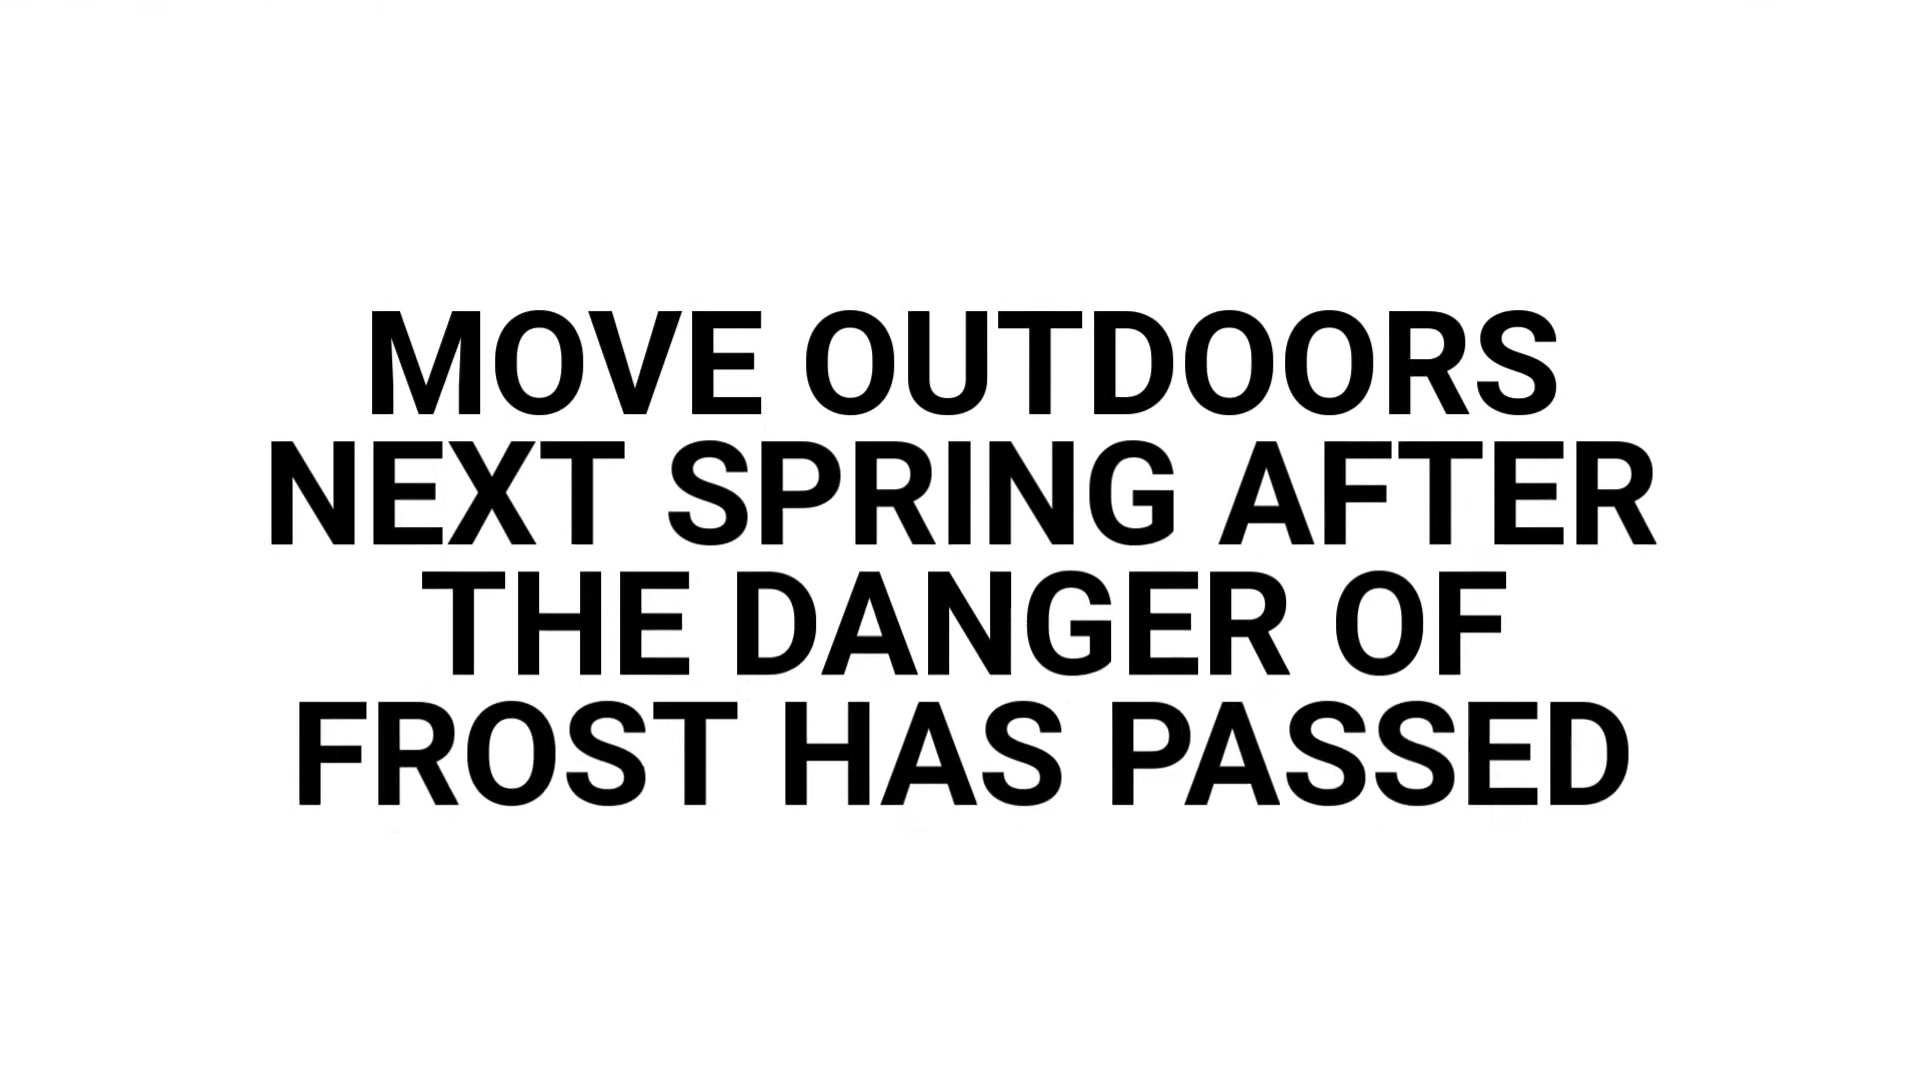 MOVE OUTDOORS
NEXT SPRING AFTER
THE DANGER OF
FROST HAS PASSED